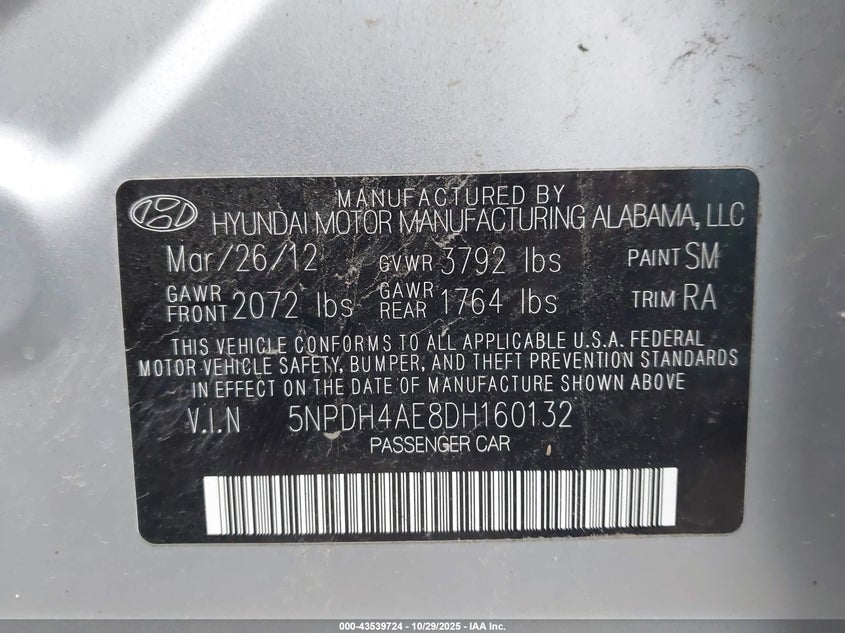 MANUFACTURED BY
HYUNDAI MOTOR MANUFACTURING ALABAMA, LLC
Mar/26/12 GVWR 3792 lbs PAINT SM
GAWR FRONT 2072 lbs GAWR REAR 1764 lbs TRIM RA
THIS VEHICLE CONFORMS TO ALL APPLICABLE U.S.A. FEDERAL
MOTOR VEHICLE SAFETY, BUMPER, AND THEFT PREVENTION STANDARDS
IN EFFECT ON THE DATE OF MANUFACTURE SHOWN ABOVE
V.I.N 5NPDH4AE8DH160132
PASSENGER CAR
000-43539724 - 10/29/2025 - IAA Inc.